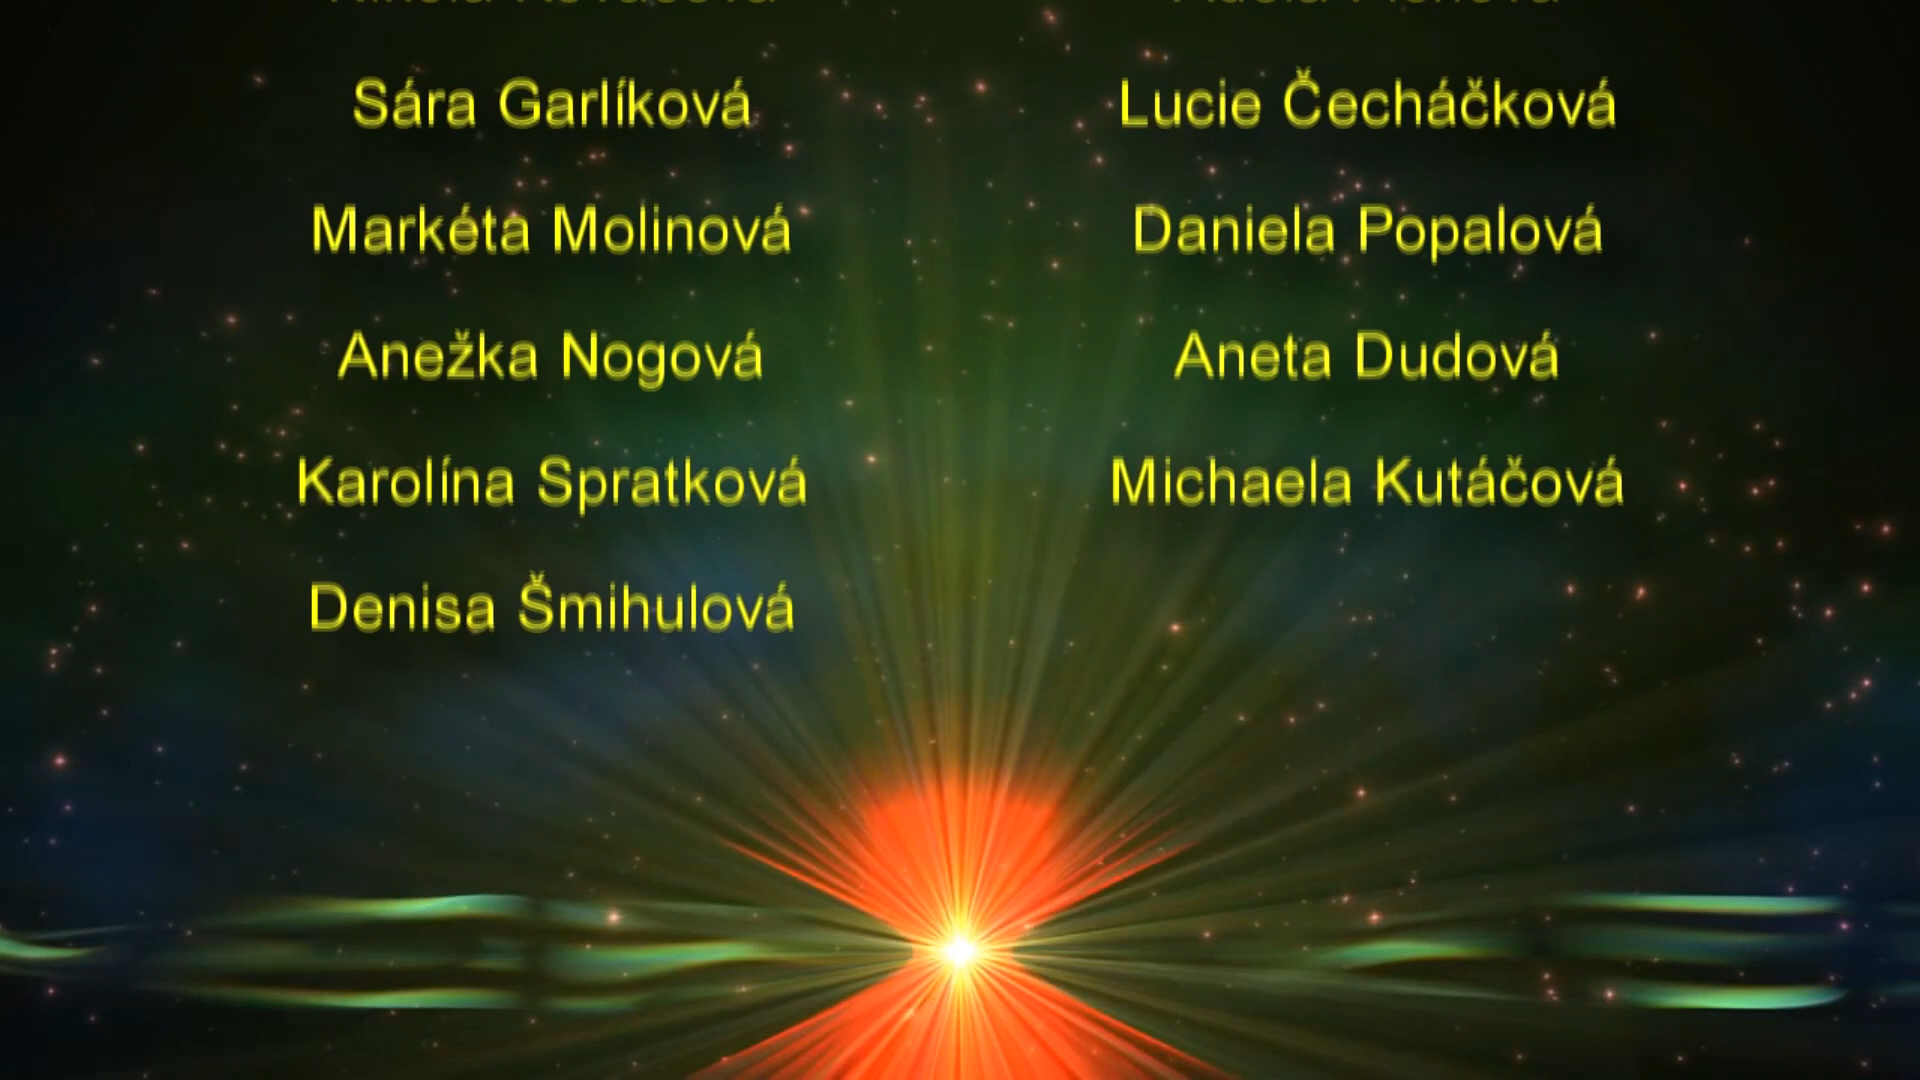 Sára Garlíková
Lucie Čecháčková
Markéta Molinová
Daniela Popalová
Anežka Nogová
Aneta Dudová
Karolína Spratková
Michaela Kutáčová
Denisa Šmihulová